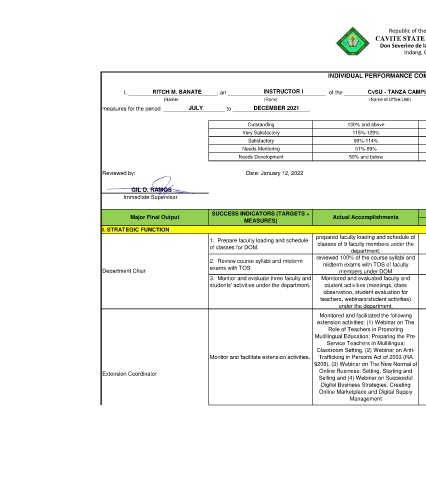 Republic of the
CAVITE STATE
Don Severino de l
Indang, C
INDIVIDUAL PERFORMANCE COM
I, RITCH M. BANATE , an INSTRUCTOR I of the CvSU - TANZA CAMPU
(Name) (Rank) (Name of Office/Unit)
measures for the period JULY to DECEMBER 2021 .
Outstanding 130% and above
Very Satisfactory 115%-129%
Satisfactory 90%-114%
Needs Mentoring 51%-89%
Needs Development 50% and below
Reviewed by: Date: January 12, 2022
GIL D. RAMOS
Immediate Supervisor
Major Final Output SUCCESS INDICATORS (TARGETS + MEASURES) Actual Accomplishments
I. STRATEGIC FUNCTION
Department Chair
1. Prepare faculty loading and schedule
of classes for DOM.
prepared faculty loading and schedule of
classes of 9 faculty members under the
department.
2. Review course syllabi and midterm
exams with TOS
reviewed 100% of the course syllabi and
midterm exams with TOS of faculty
members under DOM
3. Monitor and evaluate three faculty and
students' activities under the department.
Monitored and evaluated faculty and
student activities (meetings, class
observation, student evaluation for
teachers, webinars/student activities)
under the department.
Extension Coordinator
Monitor and facilitate extension activities.
Monitored and facilitated the following
extension activities: (1) Webinar on The
Role of Teachers in Promoting
Multilingual Education: Preparing the Pre-
Service Teachers in Multilingual
Classroom Setting, (2) Webinar on Anti-
Trafficking in Persons Act of 2003 (RA
9208), (3) Webinar on The New Normal of
Online Business: Setting, Starting and
Selling and (4) Webinar on Successful
Digital Business Strategies: Creating
Online Marketplace and Digital Supply
Management